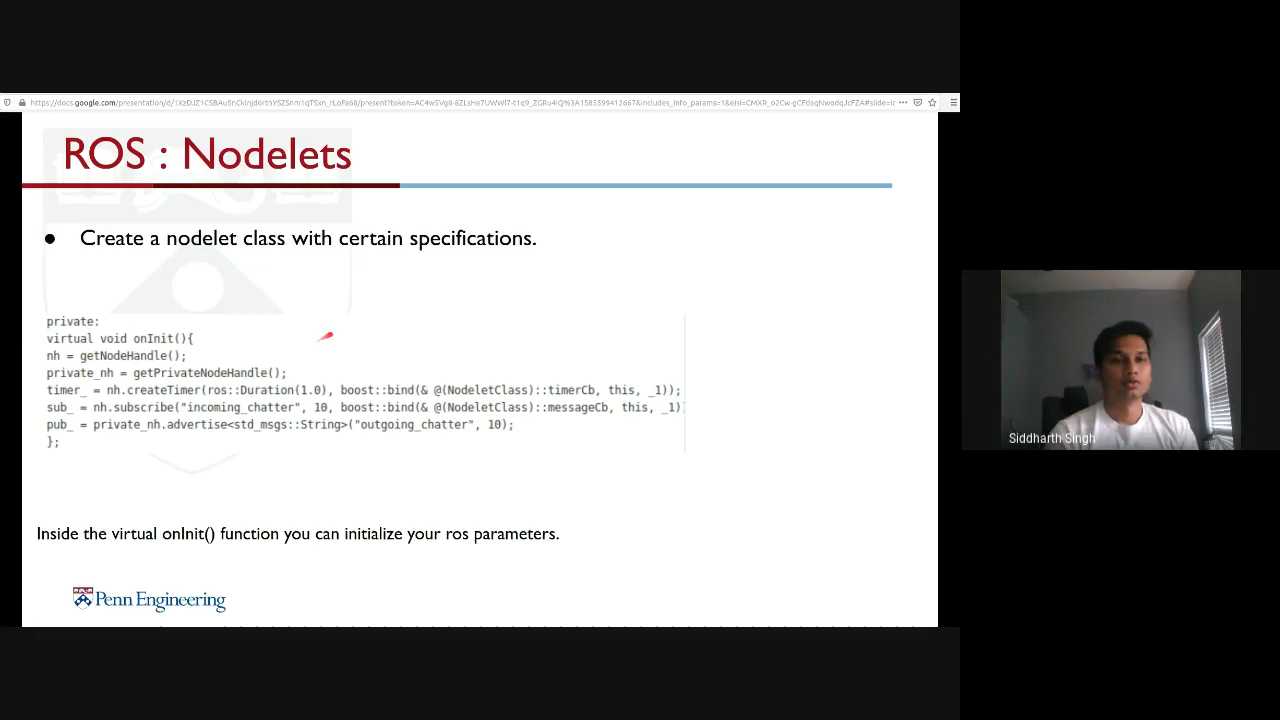 ROS : Nodelets
● Create a nodelet class with certain specifications.
private:
virtual void onInit(){
nh = getNodeHandle();
private_nh = getPrivateNodeHandle();
timer_ = nh.createTimer(ros::Duration(1.0), boost::bind(& @(NodeletClass)::timerCb, this, _1));
sub_ = nh.subscribe("incoming_chatter", 10, boost::bind(& @(NodeletClass)::messageCb, this, _1)
pub_ = private_nh.advertise<std_msgs::String>("outgoing_chatter", 10);
};
Siddharth Singh
Inside the virtual onInit() function you can initialize your ros parameters.
Penn Engineering